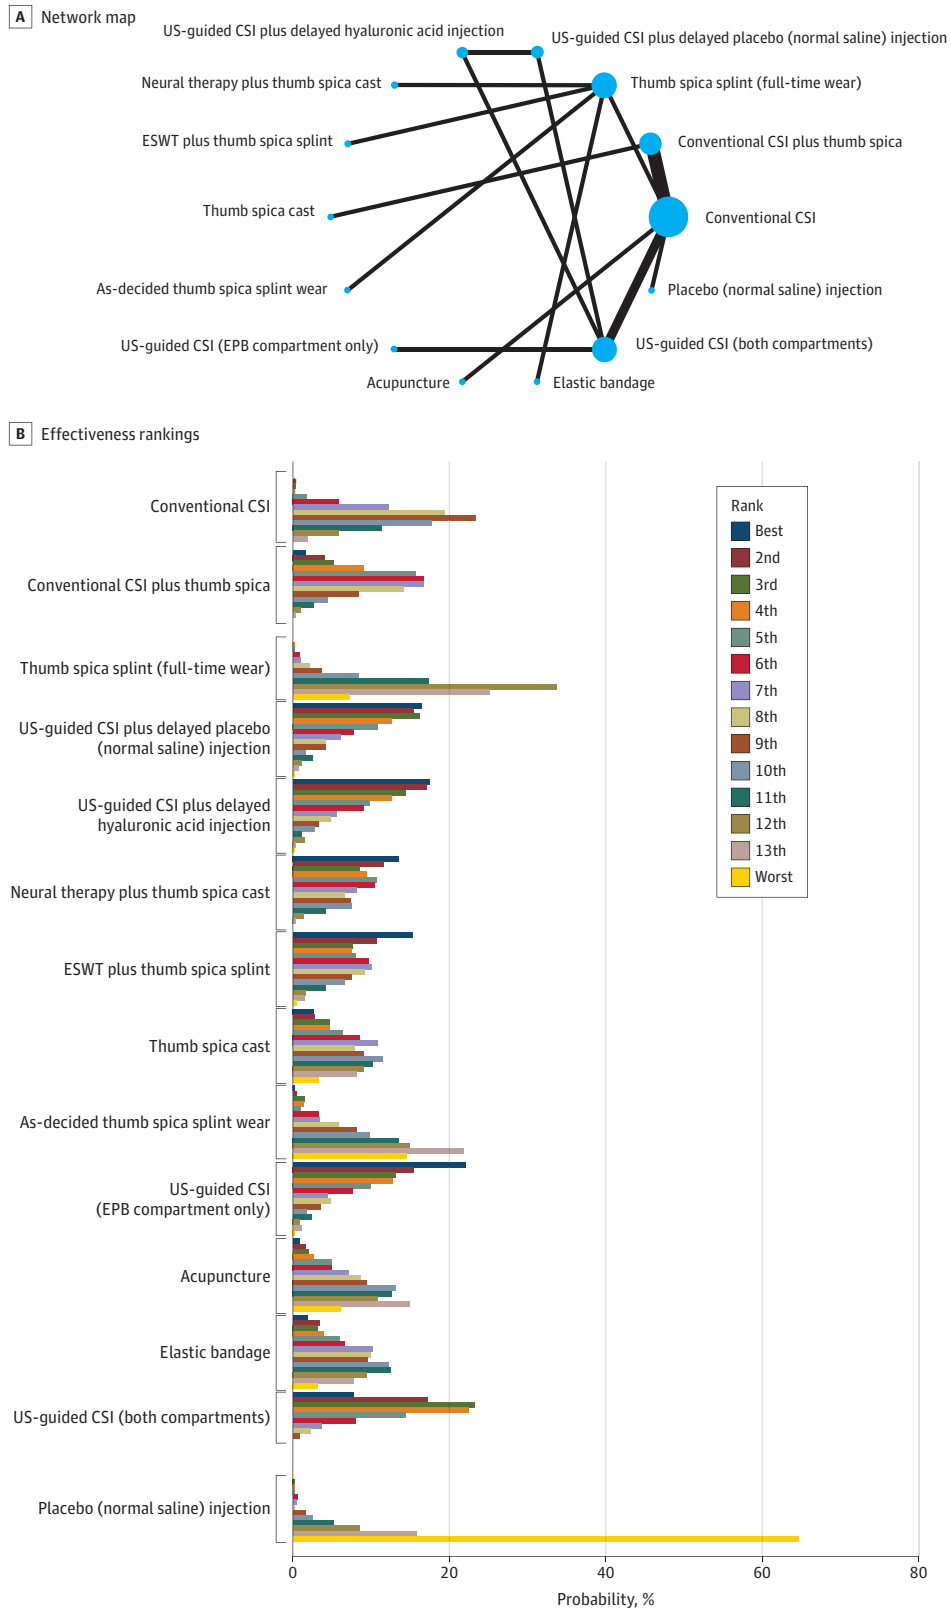 A Network map
US-guided CSI plus delayed hyaluronic acid injection
US-guided CSI plus delayed placebo (normal saline) injection
Neural therapy plus thumb spica cast
Thumb spica splint (full-time wear)
ESWT plus thumb spica splint
Conventional CSI plus thumb spica
Thumb spica cast
Conventional CSI
As-decided thumb spica splint wear
Placebo (normal saline) injection
US-guided CSI (EPB compartment only)
US-guided CSI (both compartments)
Acupuncture
Elastic bandage
B Effectiveness rankings
Conventional CSI
Conventional CSI plus thumb spica
Thumb spica splint (full-time wear)
US-guided CSI plus delayed placebo
(normal saline) injection
US-guided CSI plus delayed
hyaluronic acid injection
Neural therapy plus thumb spica cast
ESWT plus thumb spica splint
Thumb spica cast
As-decided thumb spica splint wear
US-guided CSI
(EPB compartment only)
Acupuncture
Elastic bandage
US-guided CSI (both compartments)
Placebo (normal saline) injection
Rank
Best
2nd
3rd
4th
5th
6th
7th
8th
9th
10th
11th
12th
13th
Worst
0
20
40
60
80
Probability, %